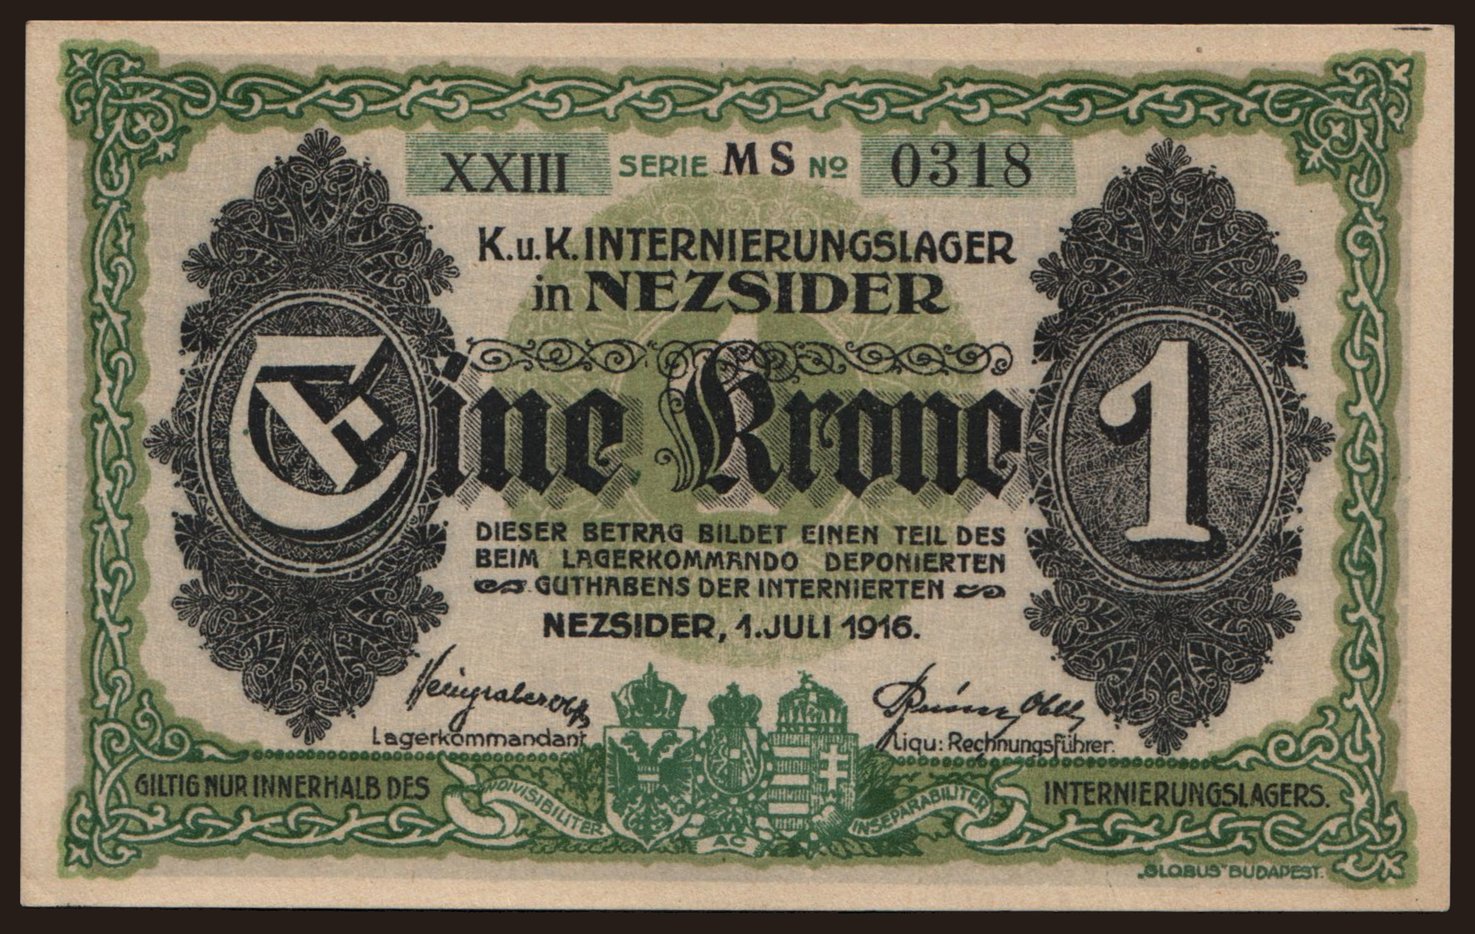 XXIII SERIE MS No 0318
K.u.K. INTERNIERUNGSLAGER
in NEZSIDER
1
Eine Krone 1
DIESER BETRAG BILDET EINEN TEIL DES
BEIM LAGERKOMMANDO DEPONIERTEN
GUTHABENS DER INTERNIERTEN
NEZSIDER, 1. JULI 1916.
Lagerkommandant Liqu: Rechnungsführer.
GILTIG NUR INNERHALB DES INTERNIERUNGSLAGERS.
INDIVISIBILITER INSEPARABILITER
AC
„GLOBUS" BUDAPEST.